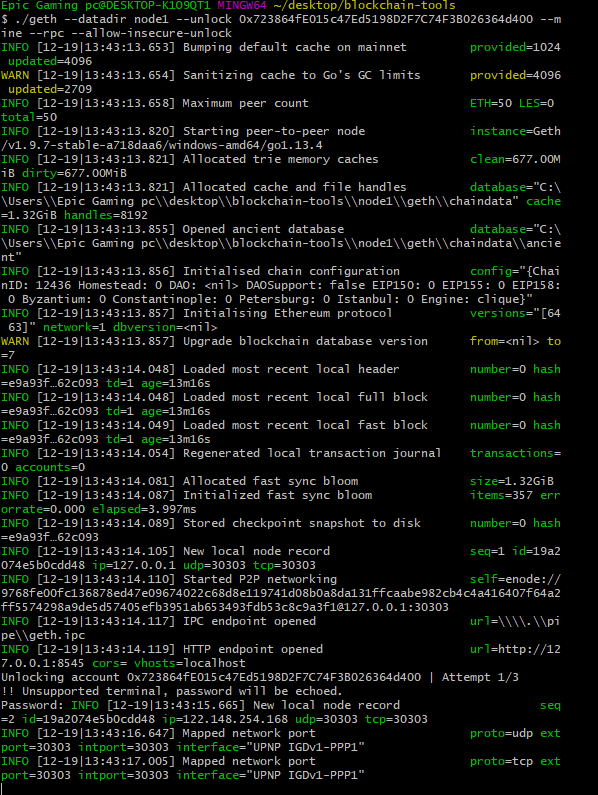 Epic Gaming pc@DESKTOP-K1O9QT1 MINGW64 ~/desktop/blockchain-tools
$ ./geth --datadir node1 --unlock 0x723864fE015c47Ed5198D2F7C74F3B026364d400 --m
ine --rpc --allow-insecure-unlock
INFO [12-19|13:43:13.653] Bumping default cache on mainnet provided=1024
updated=4096
WARN [12-19|13:43:13.654] Sanitizing cache to Go's GC limits provided=4096
updated=2709
INFO [12-19|13:43:13.658] Maximum peer count ETH=50 LES=0
total=50
INFO [12-19|13:43:13.820] Starting peer-to-peer node instance=Geth
/v1.9.7-stable-a718daa6/windows-amd64/go1.13.4
INFO [12-19|13:43:13.821] Allocated trie memory caches clean=677.00M
iB dirty=677.00MiB
INFO [12-19|13:43:13.821] Allocated cache and file handles database="C:\
\Users\\Epic Gaming pc\\desktop\\blockchain-tools\\node1\\geth\\chaindata" cache
=1.32GiB handles=8192
INFO [12-19|13:43:13.855] Opened ancient database database="C:\
\Users\\Epic Gaming pc\\desktop\\blockchain-tools\\node1\\geth\\chaindata\\ancie
nt"
INFO [12-19|13:43:13.856] Initialised chain configuration config="{Chai
nID: 12436 Homestead: 0 DAO: <nil> DAOSupport: false EIP150: 0 EIP155: 0 EIP158:
0 Byzantium: 0 Constantinople: 0 Petersburg: 0 Istanbul: 0 Engine: clique}"
INFO [12-19|13:43:13.857] Initialising Ethereum protocol versions="[64
63]" network=1 dbversion=<nil>
WARN [12-19|13:43:13.857] Upgrade blockchain database version from=<nil> to
=7
INFO [12-19|13:43:14.048] Loaded most recent local header number=0 hash
=e9a93f…62c093 td=1 age=13m16s
INFO [12-19|13:43:14.048] Loaded most recent local full block number=0 hash
=e9a93f…62c093 td=1 age=13m16s
INFO [12-19|13:43:14.049] Loaded most recent local fast block number=0 hash
=e9a93f…62c093 td=1 age=13m16s
INFO [12-19|13:43:14.054] Regenerated local transaction journal transactions=
0 accounts=0
INFO [12-19|13:43:14.081] Allocated fast sync bloom size=1.32GiB
INFO [12-19|13:43:14.087] Initialized fast sync bloom items=357 err
orrate=0.000 elapsed=3.997ms
INFO [12-19|13:43:14.089] Stored checkpoint snapshot to disk number=0 hash
=e9a93f…62c093
INFO [12-19|13:43:14.105] New local node record seq=1 id=19a2
074e5b0cdd48 ip=127.0.0.1 udp=30303 tcp=30303
INFO [12-19|13:43:14.110] Started P2P networking self=enode://
9768fe00fc136878ed47e09674022c68d8e119741d08b0a8da131ffcaabe982cb4c4a416407f64a2
ff5574298a9de5d57405efb3951ab653493fdb53c8c9a3f1@127.0.0.1:30303
INFO [12-19|13:43:14.117] IPC endpoint opened url=\\\\.\\pi
pe\\geth.ipc
INFO [12-19|13:43:14.119] HTTP endpoint opened url=http://12
7.0.0.1:8545 cors= vhosts=localhost
Unlocking account 0x723864fE015c47Ed5198D2F7C74F3B026364d400 | Attempt 1/3
!! Unsupported terminal, password will be echoed.
Password: INFO [12-19|13:43:15.665] New local node record seq
=2 id=19a2074e5b0cdd48 ip=122.148.254.168 udp=30303 tcp=30303
INFO [12-19|13:43:16.647] Mapped network port proto=udp ext
port=30303 intport=30303 interface="UPNP IGDv1-PPP1"
INFO [12-19|13:43:17.005] Mapped network port proto=tcp ext
port=30303 intport=30303 interface="UPNP IGDv1-PPP1"